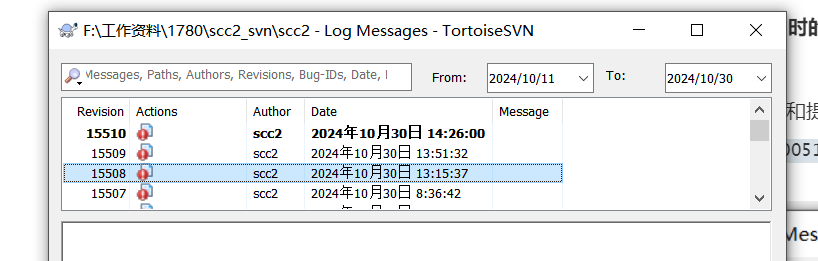 F:\工作资料\1780\scc2_svn\scc2 - Log Messages - TortoiseSVN
时的
Messages, Paths, Authors, Revisions, Bug-IDs, Date, From: 2024/10/11 To: 2024/10/30
Revision Actions Author Date Message
和提
15510 scc2 2024年10月30日 14:26:00
15509 scc2 2024年10月30日 13:51:32
0051
15508 scc2 2024年10月30日 13:15:37
15507 scc2 2024年10月30日 8:36:42
Mes